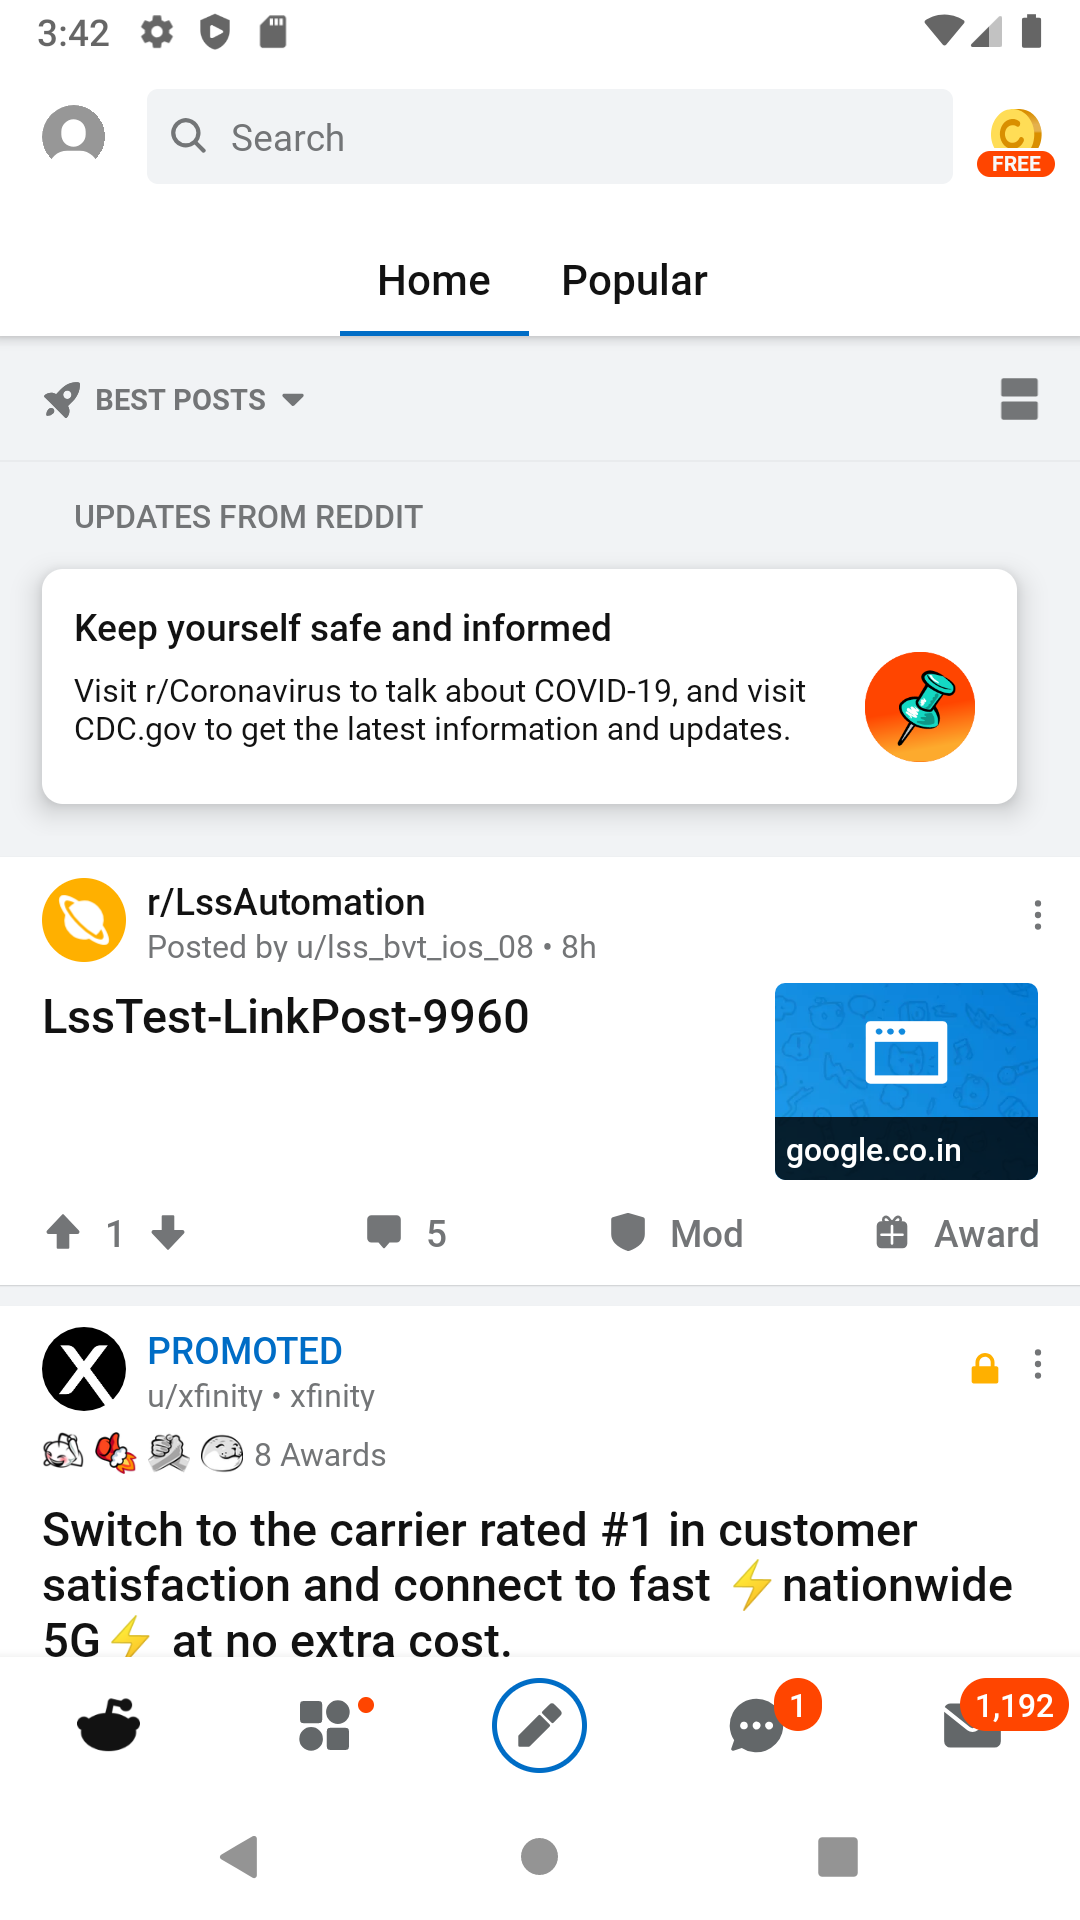 3:42
Search
FREE
Home Popular
BEST POSTS
UPDATES FROM REDDIT
Keep yourself safe and informed
Visit r/Coronavirus to talk about COVID-19, and visit
CDC.gov to get the latest information and updates.
r/LssAutomation
Posted by u/lss_bvt_ios_08 • 8h
LssTest-LinkPost-9960
google.co.in
1 5 Mod Award
PROMOTED
u/xfinity • xfinity
8 Awards
Switch to the carrier rated #1 in customer
satisfaction and connect to fast ⚡nationwide
5G⚡ at no extra cost.
1 1,192